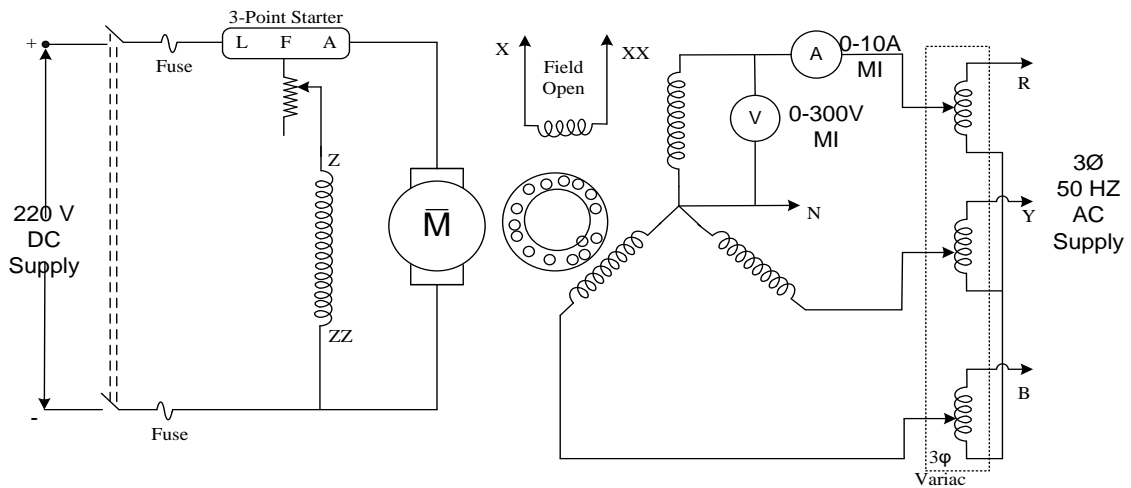 3-Point Starter
L F A
+
Fuse
220 V
DC
Supply
-
Fuse
Z
ZZ
M
X
XX
Field
Open
A
0-10A
MI
V
0-300V
MI
N
R
Y
B
3Ø
50 HZ
AC
Supply
3φ
Variac